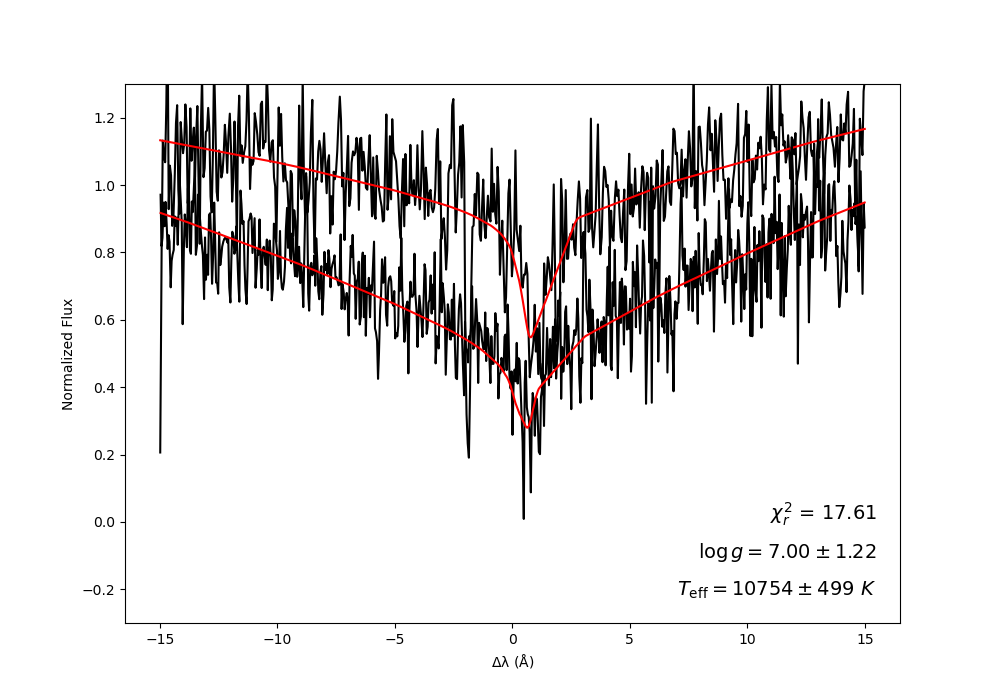 1.2
1.0
0.8
0.6
0.4
0.2
0.0
−0.2
Normalized Flux
χ²ᵣ = 17.61
log g = 7.00 ± 1.22
T_eff = 10754 ± 499 K
−15 −10 −5 0 5 10 15
Δλ (Å)